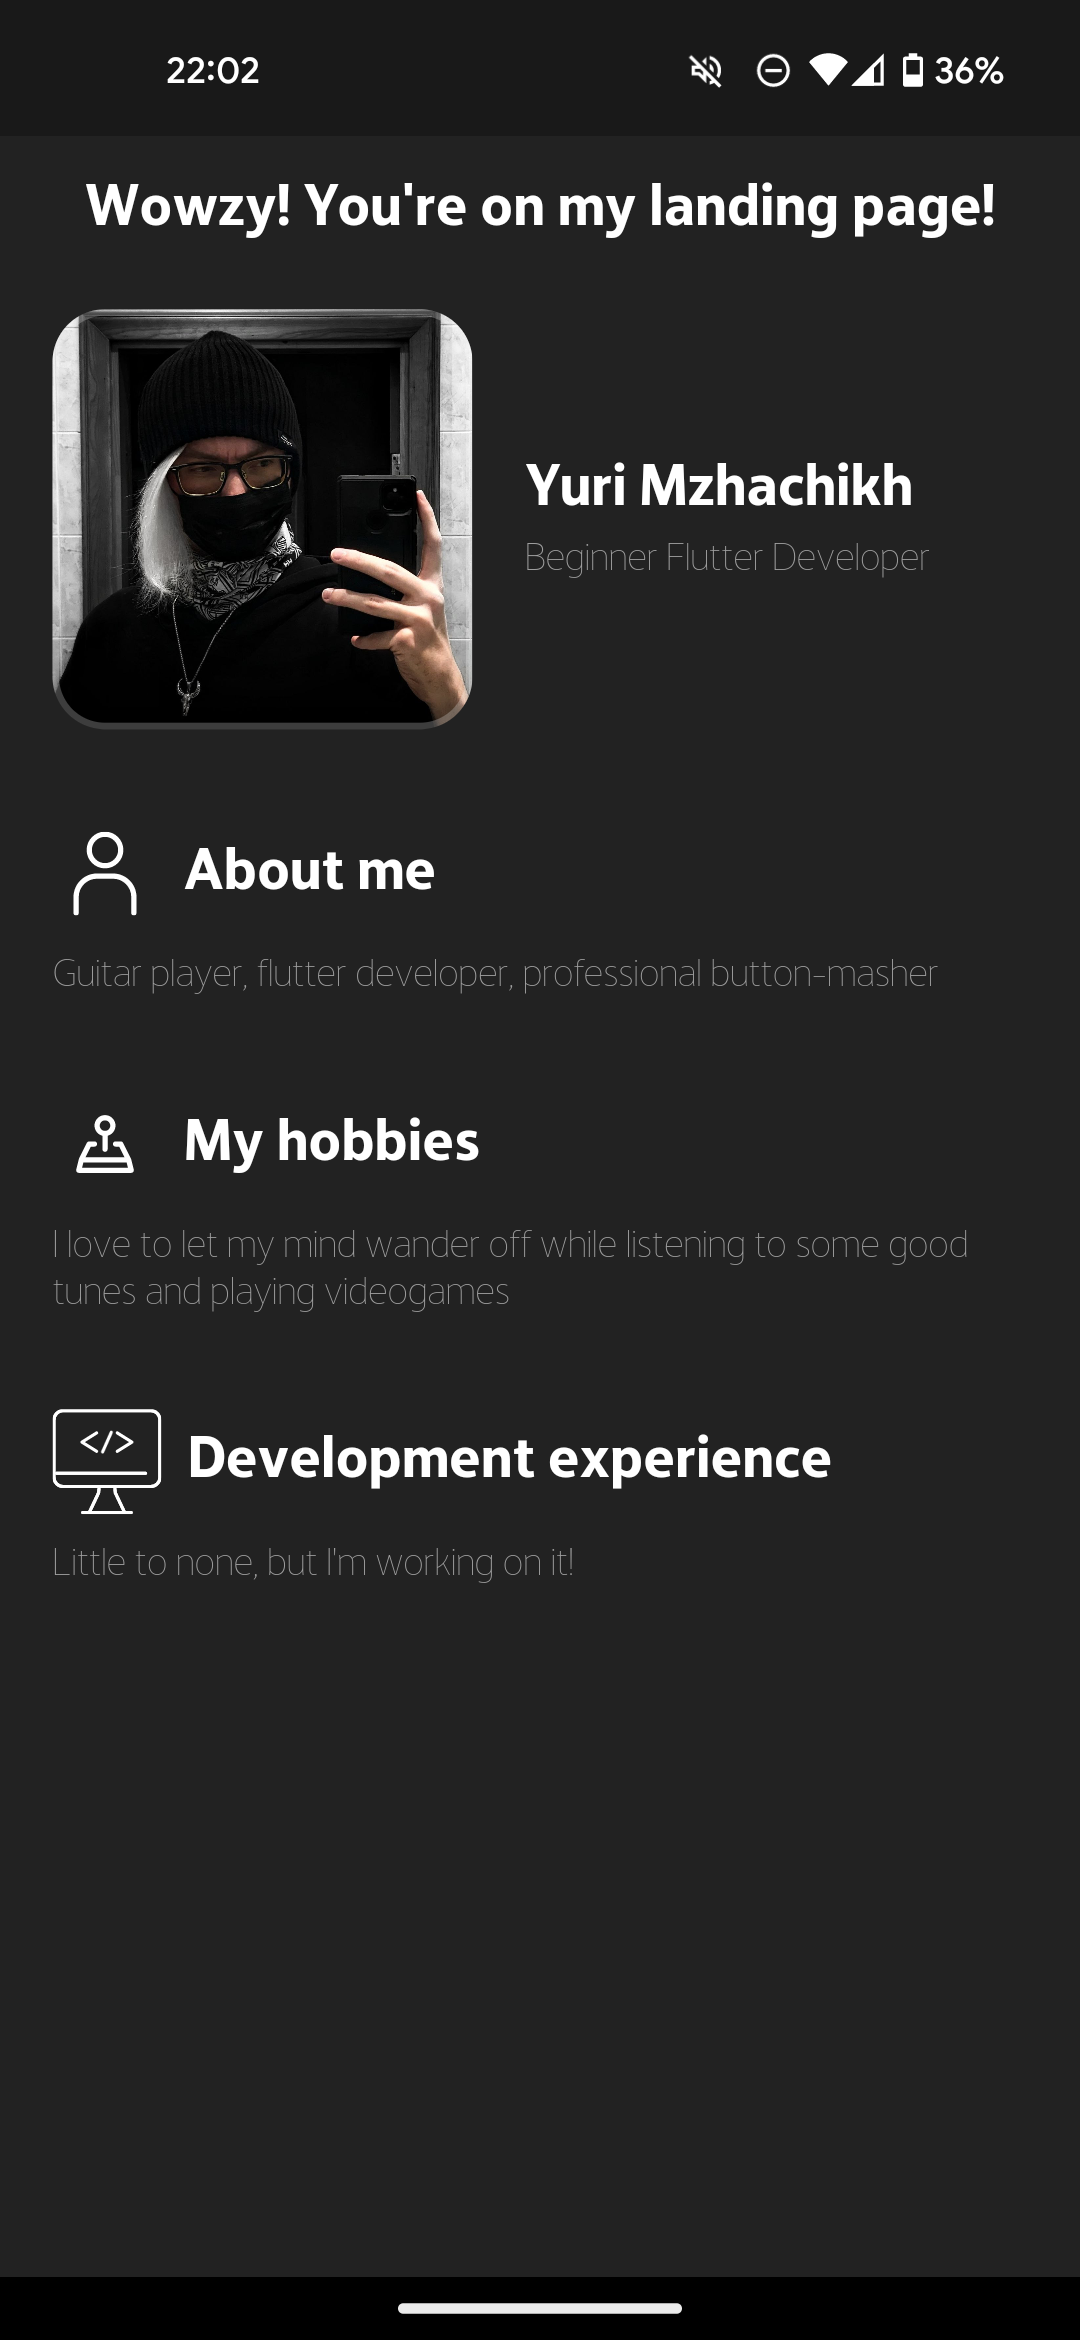 22:02
36%
Wowzy! You're on my landing page!
Yuri Mzhachikh
Beginner Flutter Developer
About me
Guitar player, flutter developer, professional button-masher
My hobbies
I love to let my mind wander off while listening to some good
tunes and playing videogames
</>
Development experience
Little to none, but I'm working on it!